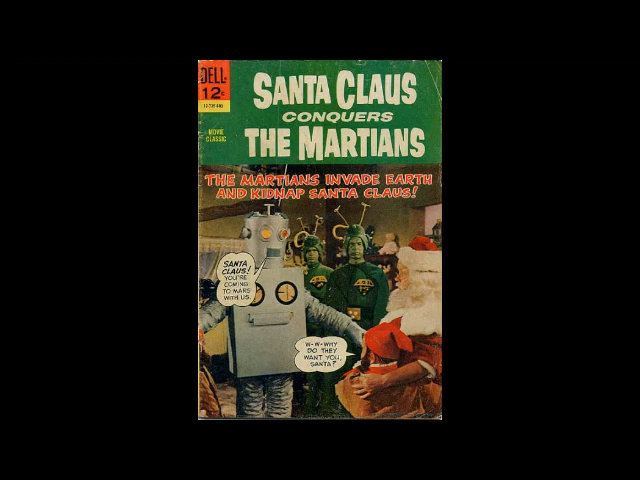 DELL
12¢
SANTA CLAUS
CONQUERS
THE MARTIANS
MOVIE
CLASSIC
THE MARTIANS INVADE EARTH
AND KIDNAP SANTA CLAUS!
SANTA
CLAUS!
YOU'RE
COMING
TO MARS
WITH US.
W-W-WHY
DO THEY
WANT YOU,
SANTA?